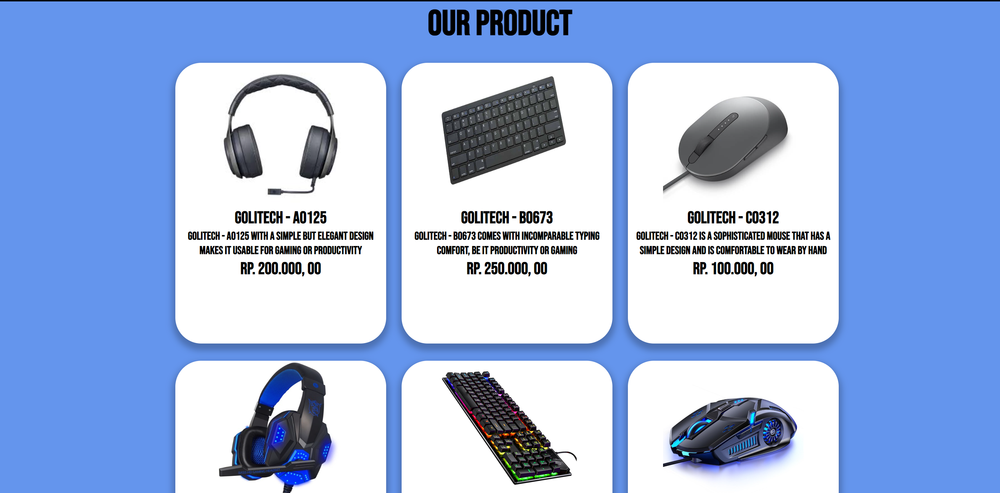 OUR PRODUCT
GOLITECH - A0125
GOLITECH - A0125 WITH A SIMPLE BUT ELEGANT DESIGN
MAKES IT USABLE FOR GAMING OR PRODUCTIVITY
RP. 200.000, 00
GOLITECH - B0673
GOLITECH - B0673 COMES WITH INCOMPARABLE TYPING
COMFORT, BE IT PRODUCTIVITY OR GAMING
RP. 250.000, 00
GOLITECH - C0312
GOLITECH - C0312 IS A SOPHISTICATED MOUSE THAT HAS A
SIMPLE DESIGN AND IS COMFORTABLE TO WEAR BY HAND
RP. 100.000, 00
BASS HD GAMING HEADSET